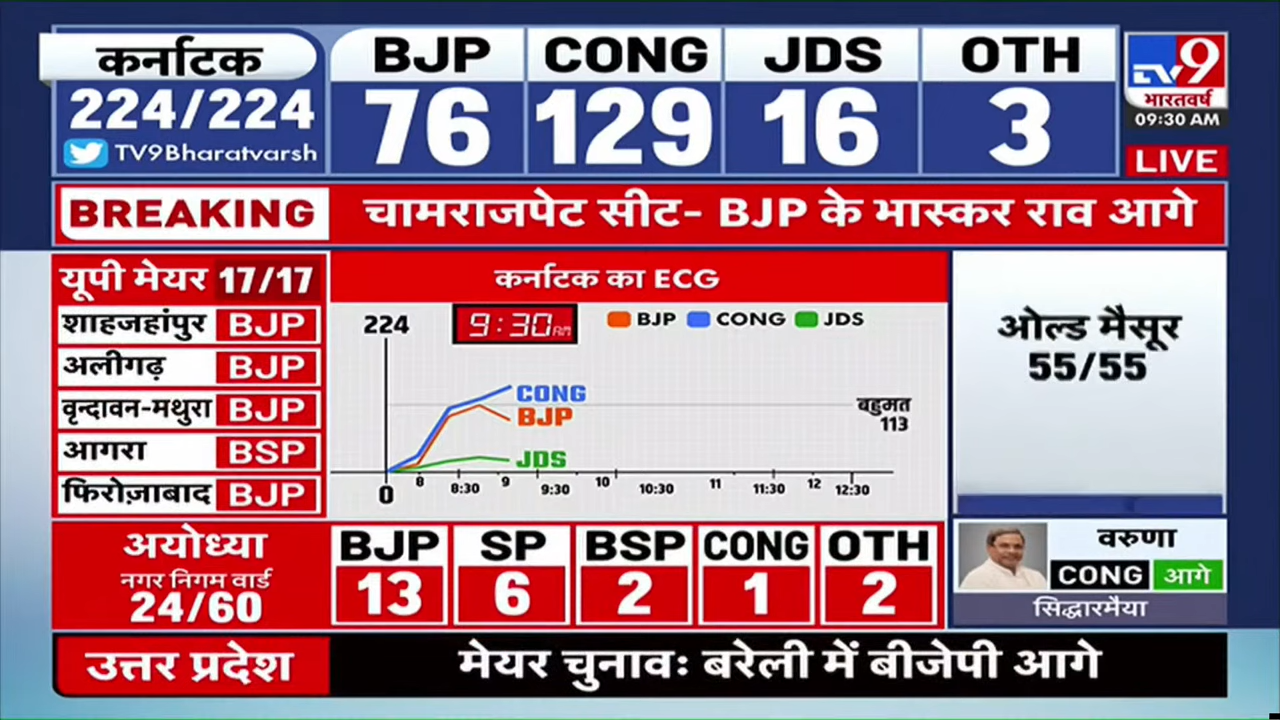 कर्नाटक
224/224
TV9Bharatvarsh
BJP CONG JDS OTH
76 129 16 3
TV9
भारतवर्ष
09:30 AM
LIVE
BREAKING
चामराजपेट सीट- BJP के भास्कर राव आगे
यूपी मेयर 17/17
शाहजहांपुर BJP
अलीगढ़ BJP
वृन्दावन-मथुरा BJP
आगरा BSP
फिरोज़ाबाद BJP
कर्नाटक का ECG
224
9:30 AM
BJP CONG JDS
CONG
BJP
JDS
बहुमत
113
0 8 8:30 9 9:30 10 10:30 11 11:30 12 12:30
ओल्ड मैसूर
55/55
अयोध्या
नगर निगम वार्ड
24/60
BJP SP BSP CONG OTH
13 6 2 1 2
वरुणा
CONG आगे
सिद्धारमैया
उत्तर प्रदेश
मेयर चुनावः बरेली में बीजेपी आगे